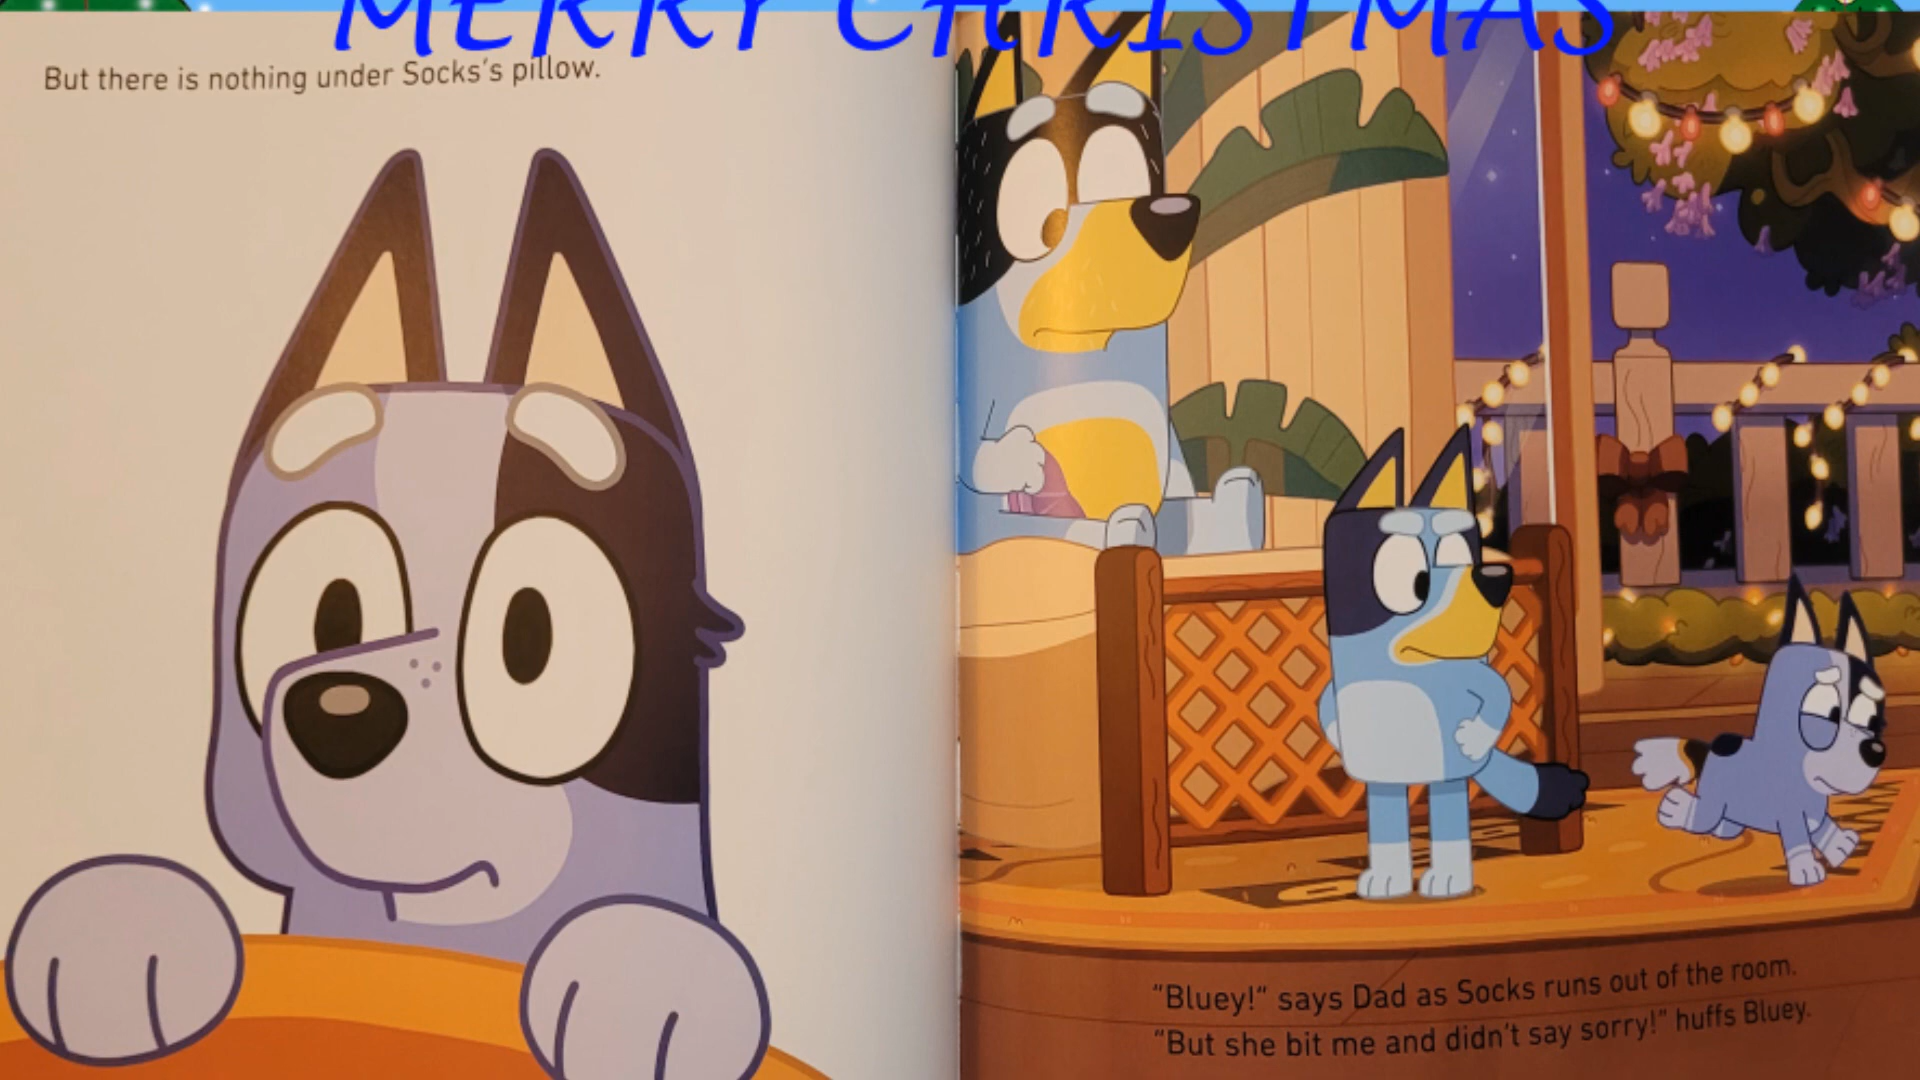 MERRY CHRISTMAS
But there is nothing under Socks's pillow.
"Bluey!" says Dad as Socks runs out of the room.
"But she bit me and didn't say sorry!" huffs Bluey.